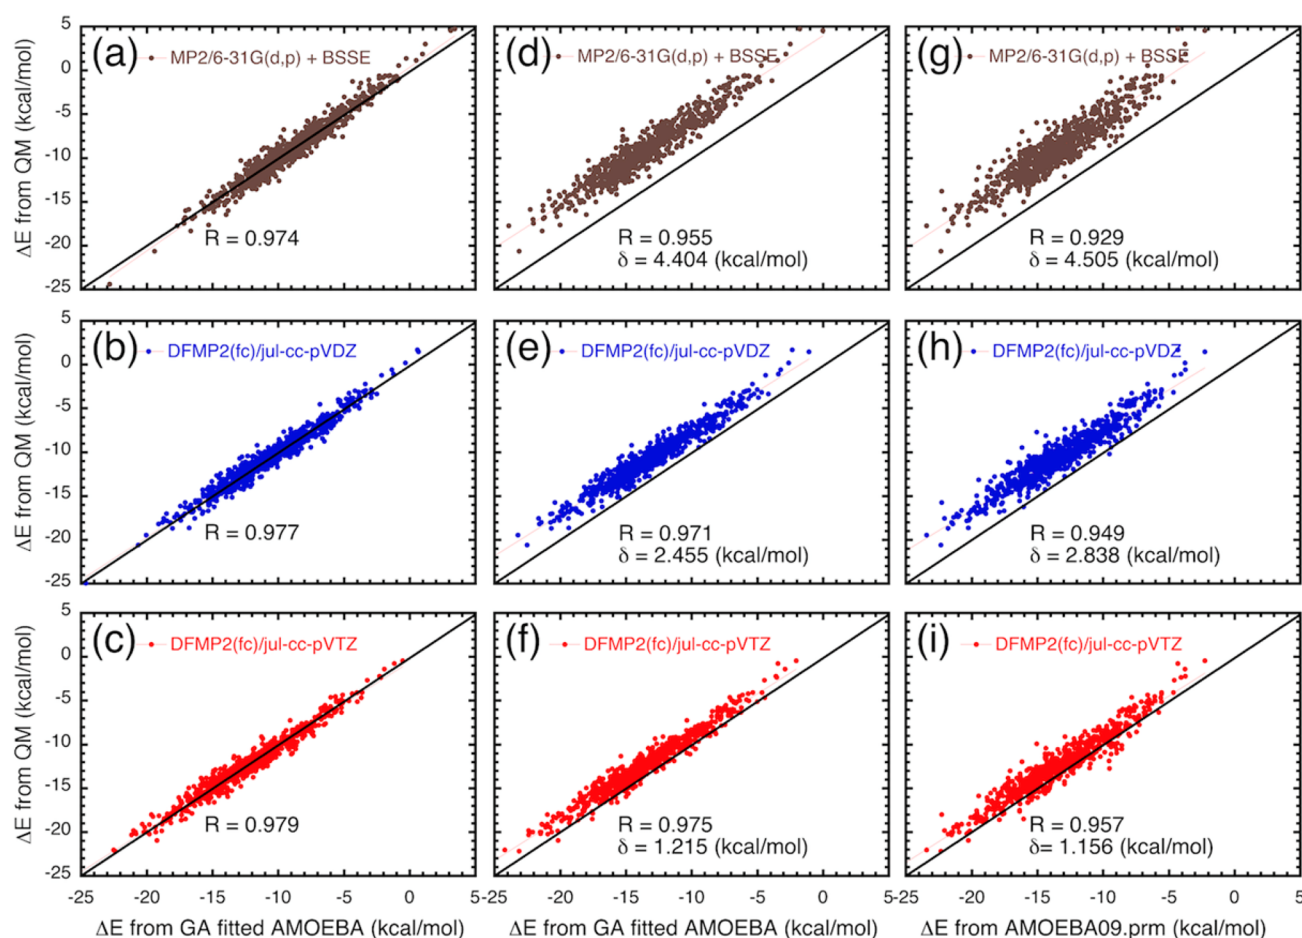 (a) MP2/6-31G(d,p) + BSSE
5
0
-5
-10
-15
-20
-25
ΔE from QM (kcal/mol)
R = 0.974
(d) MP2/6-31G(d,p) + BSSE
R = 0.955
δ = 4.404 (kcal/mol)
(g) MP2/6-31G(d,p) + BSSE
R = 0.929
δ = 4.505 (kcal/mol)
(b) DFMP2(fc)/jul-cc-pVDZ
5
0
-5
-10
-15
-20
-25
ΔE from QM (kcal/mol)
R = 0.977
(e) DFMP2(fc)/jul-cc-pVDZ
R = 0.971
δ = 2.455 (kcal/mol)
(h) DFMP2(fc)/jul-cc-pVDZ
R = 0.949
δ = 2.838 (kcal/mol)
(c) DFMP2(fc)/jul-cc-pVTZ
5
0
-5
-10
-15
-20
-25
ΔE from QM (kcal/mol)
R = 0.979
(f) DFMP2(fc)/jul-cc-pVTZ
R = 0.975
δ = 1.215 (kcal/mol)
(i) DFMP2(fc)/jul-cc-pVTZ
R = 0.957
δ= 1.156 (kcal/mol)
-25 -20 -15 -10 -5 0 5 -20 -15 -10 -5 0 5 -20 -15 -10 -5 0 5
ΔE from GA fitted AMOEBA (kcal/mol) ΔE from GA fitted AMOEBA (kcal/mol) ΔE from AMOEBA09.prm (kcal/mol)